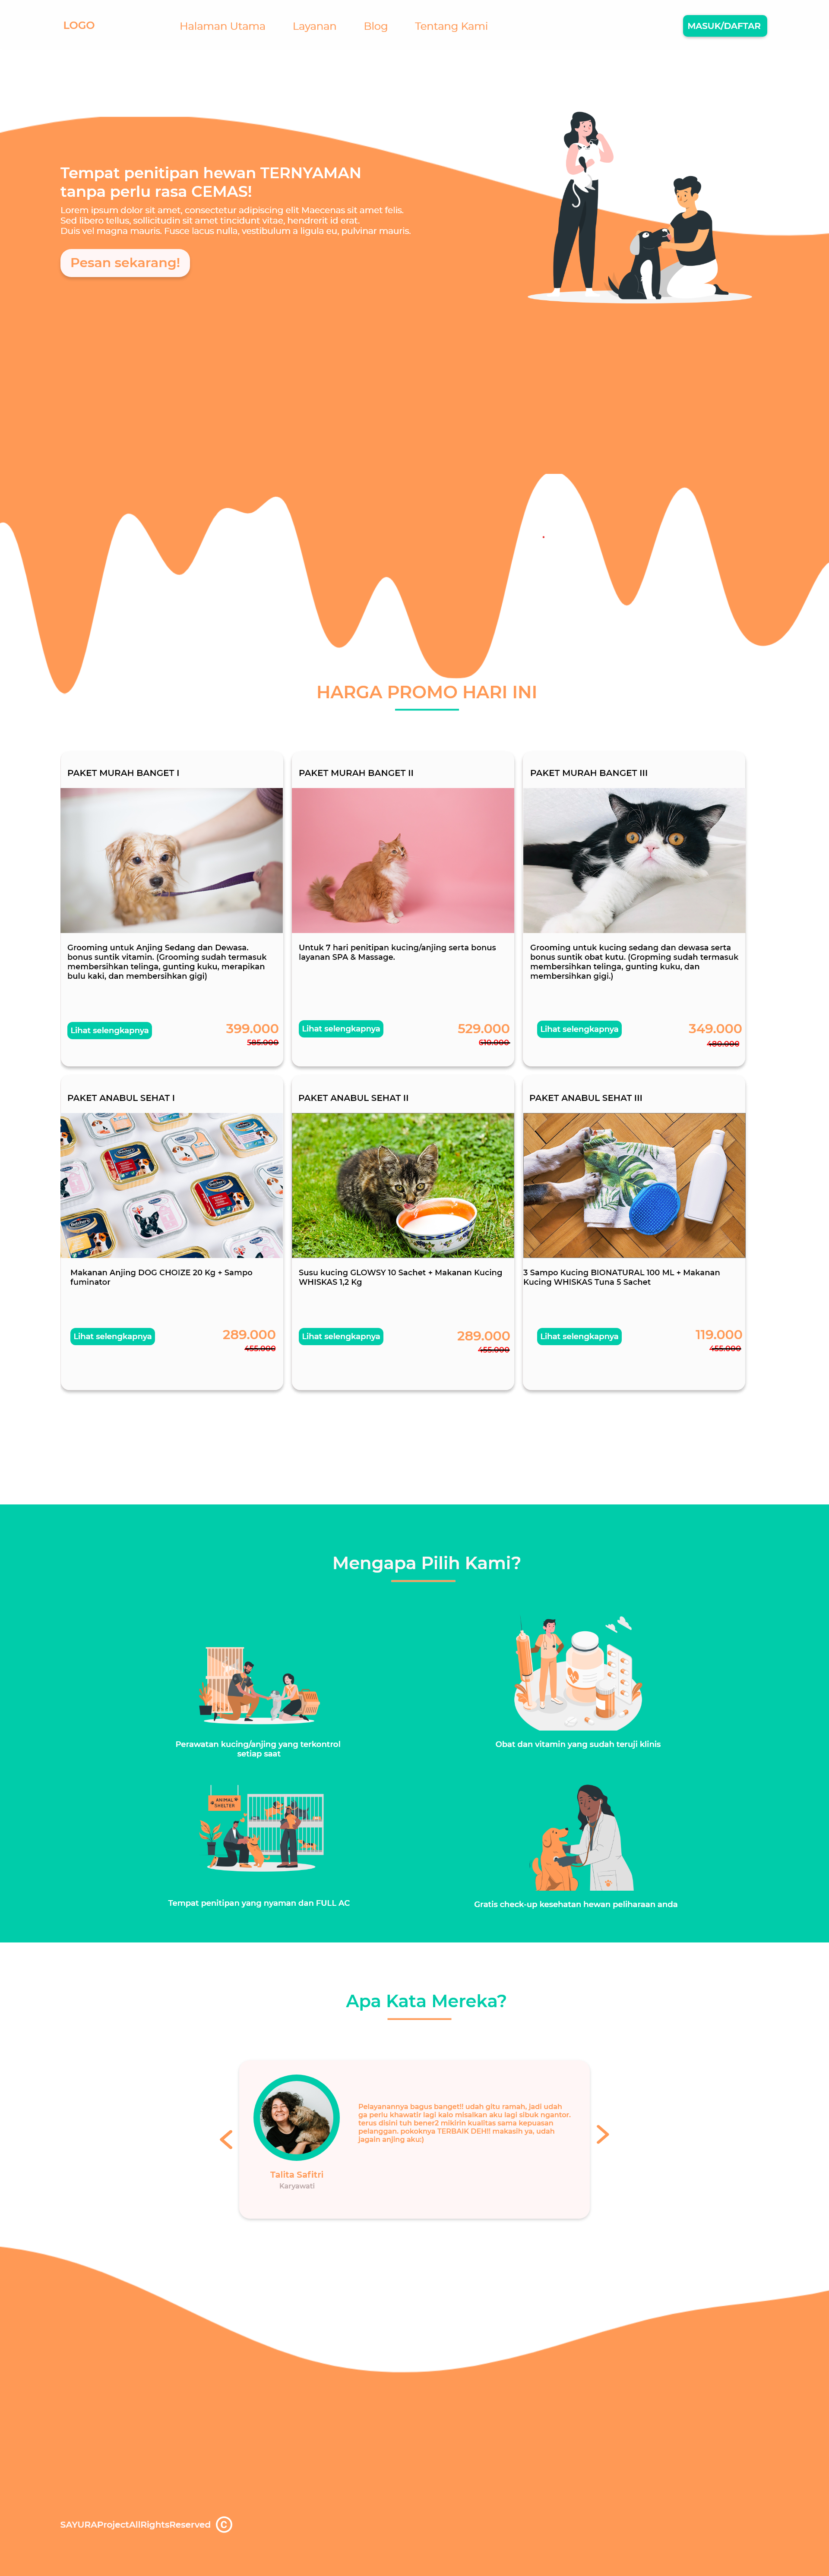 LOGO
Halaman Utama
Layanan
Blog
Tentang Kami
MASUK/DAFTAR
Tempat penitipan hewan TERNYAMAN
tanpa perlu rasa CEMAS!
Lorem ipsum dolor sit amet, consectetur adipiscing elit Maecenas sit amet felis.
Sed libero tellus, sollicitudin sit amet tincidunt vitae, hendrerit id erat.
Duis vel magna mauris. Fusce lacus nulla, vestibulum a ligula eu, pulvinar mauris.
Pesan sekarang!
HARGA PROMO HARI INI
PAKET MURAH BANGET I
Grooming untuk Anjing Sedang dan Dewasa.
bonus suntik vitamin. (Grooming sudah termasuk
membersihkan telinga, gunting kuku, merapikan
bulu kaki, dan membersihkan gigi)
Lihat selengkapnya
399.000
585.000
PAKET MURAH BANGET II
Untuk 7 hari penitipan kucing/anjing serta bonus
layanan SPA & Massage.
Lihat selengkapnya
529.000
610.000
PAKET MURAH BANGET III
Grooming untuk kucing sedang dan dewasa serta
bonus suntik obat kutu. (Gropming sudah termasuk
membersihkan telinga, gunting kuku, dan
membersihkan gigi.)
Lihat selengkapnya
349.000
480.000
PAKET ANABUL SEHAT I
Makanan Anjing DOG CHOIZE 20 Kg + Sampo
fuminator
Lihat selengkapnya
289.000
455.000
PAKET ANABUL SEHAT II
Susu kucing GLOWSY 10 Sachet + Makanan Kucing
WHISKAS 1,2 Kg
Lihat selengkapnya
289.000
455.000
PAKET ANABUL SEHAT III
3 Sampo Kucing BIONATURAL 100 ML + Makanan
Kucing WHISKAS Tuna 5 Sachet
Lihat selengkapnya
119.000
455.000
Mengapa Pilih Kami?
Perawatan kucing/anjing yang terkontrol
setiap saat
Obat dan vitamin yang sudah teruji klinis
ANIMAL
SHELTER
Tempat penitipan yang nyaman dan FULL AC
Gratis check-up kesehatan hewan peliharaan anda
Apa Kata Mereka?
Pelayanannya bagus banget!! udah gitu ramah, jadi udah
ga perlu khawatir lagi kalo misalkan aku lagi sibuk ngantor.
terus disini tuh bener2 mikirin kualitas sama kepuasan
pelanggan. pokoknya TERBAIK DEH!! makasih ya, udah
jagain anjing aku:)
Talita Safitri
Karyawati
SAYURAProjectAllRightsReserved ©